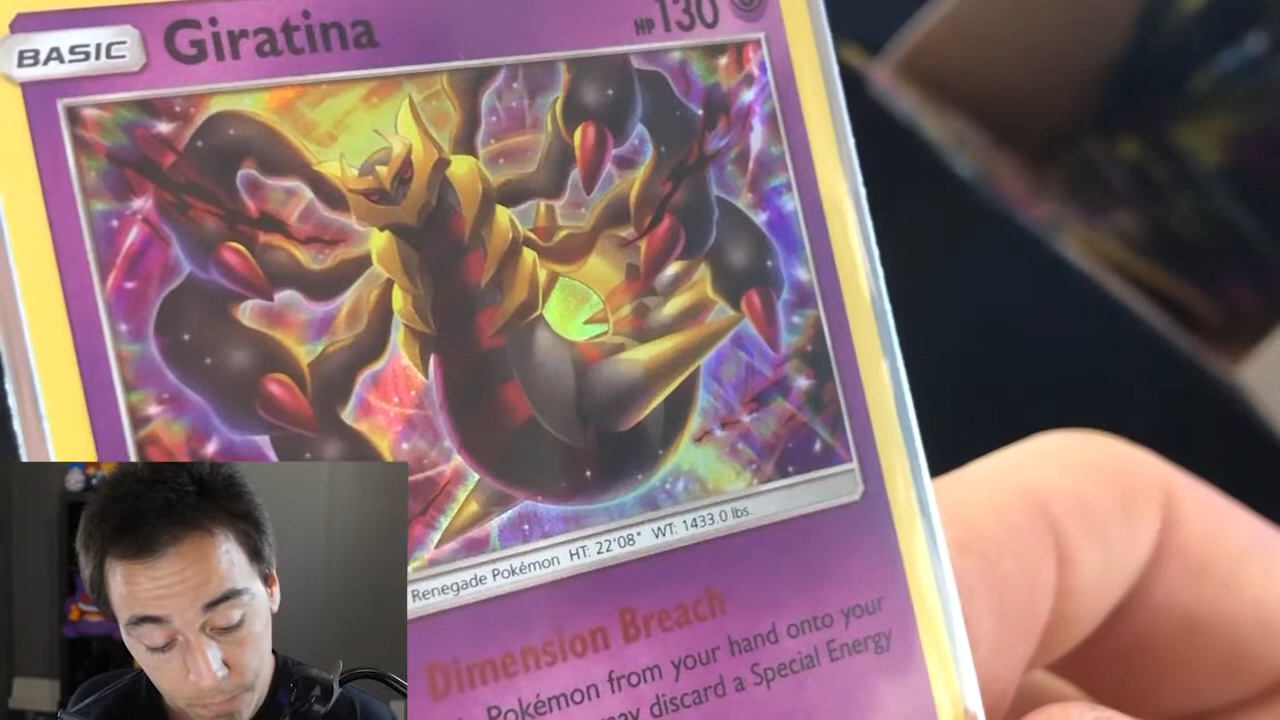 BASIC Giratina HP 130
Renegade Pokémon HT: 22'08" WT: 1433.0 lbs.
Dimension Breach
Pokémon from your hand onto your
may discard a Special Energy